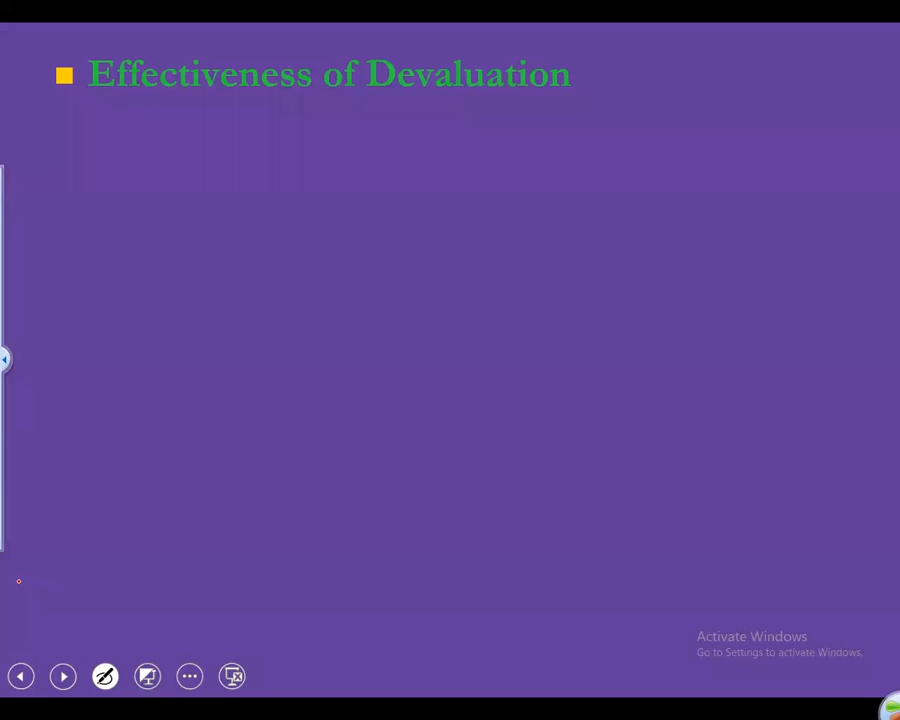 Effectiveness of Devaluation
Activate Windows
Go to Settings to activate Windows.